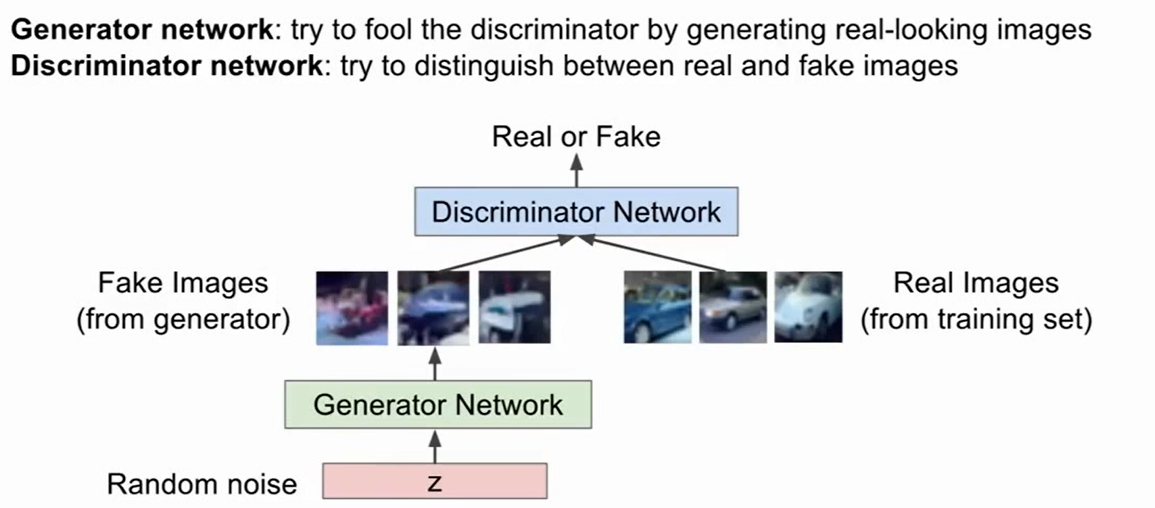 Generator network: try to fool the discriminator by generating real-looking images
Discriminator network: try to distinguish between real and fake images
Real or Fake
Discriminator Network
Fake Images
(from generator)
Real Images
(from training set)
Generator Network
Random noise
z